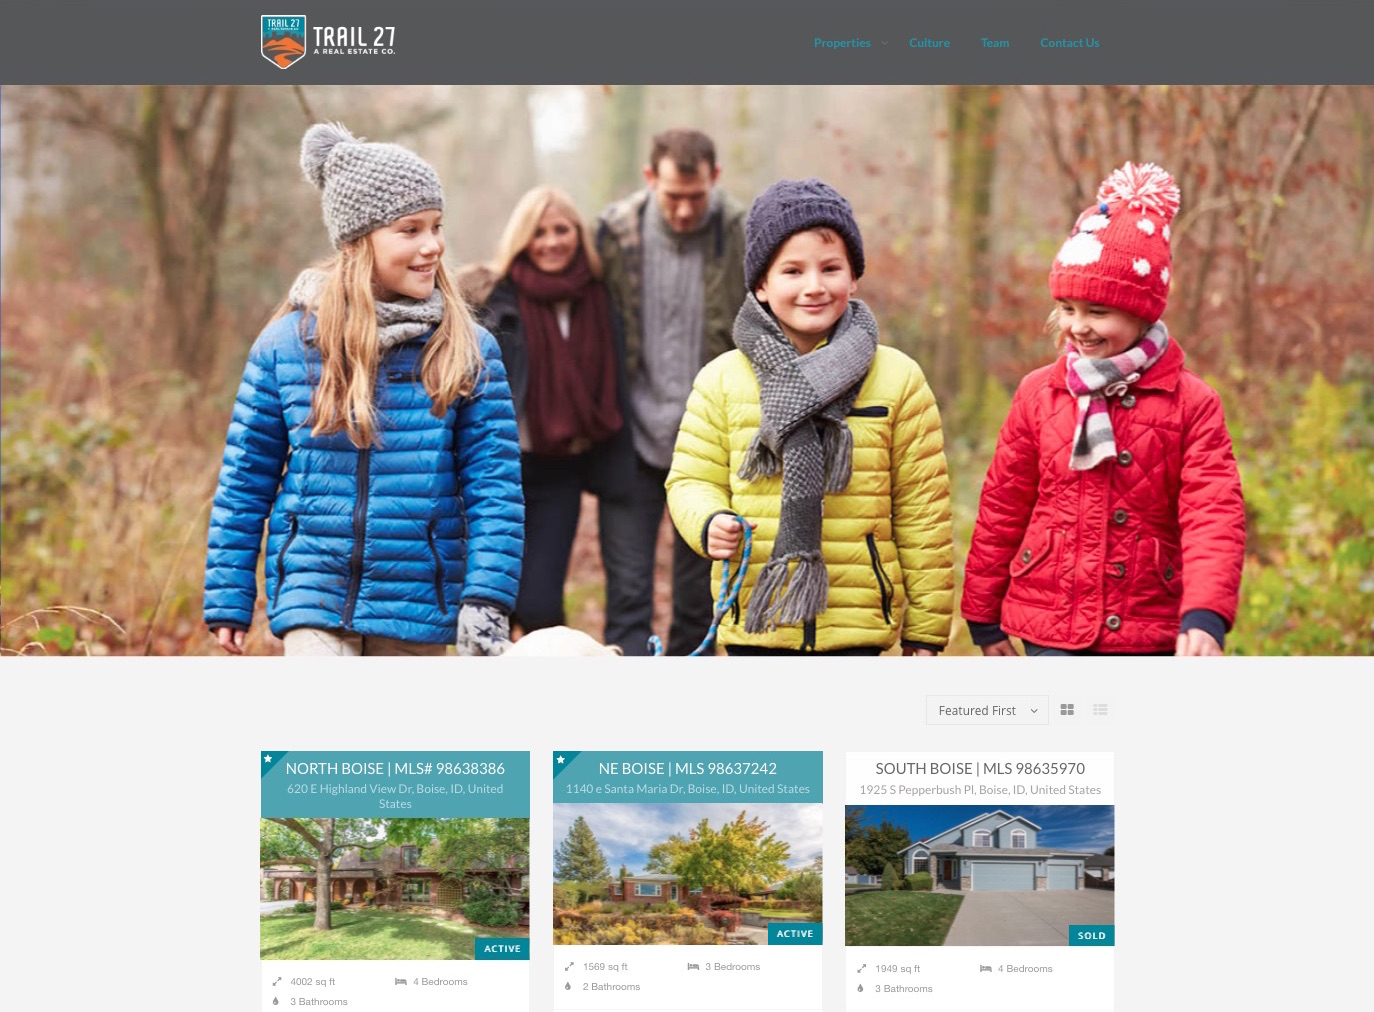 TRAIL 27
TRAIL 27
A REAL ESTATE CO.
Properties
Culture
Team
Contact Us
Featured First
NORTH BOISE | MLS# 98638386
620 E Highland View Dr, Boise, ID, United
States
ACTIVE
4002 sq ft
4 Bedrooms
3 Bathrooms
NE BOISE | MLS 98637242
1140 e Santa Maria Dr, Boise, ID, United States
ACTIVE
1569 sq ft
3 Bedrooms
2 Bathrooms
SOUTH BOISE | MLS 98635970
1925 S Pepperbush Pl, Boise, ID, United States
SOLD
1949 sq ft
4 Bedrooms
3 Bathrooms